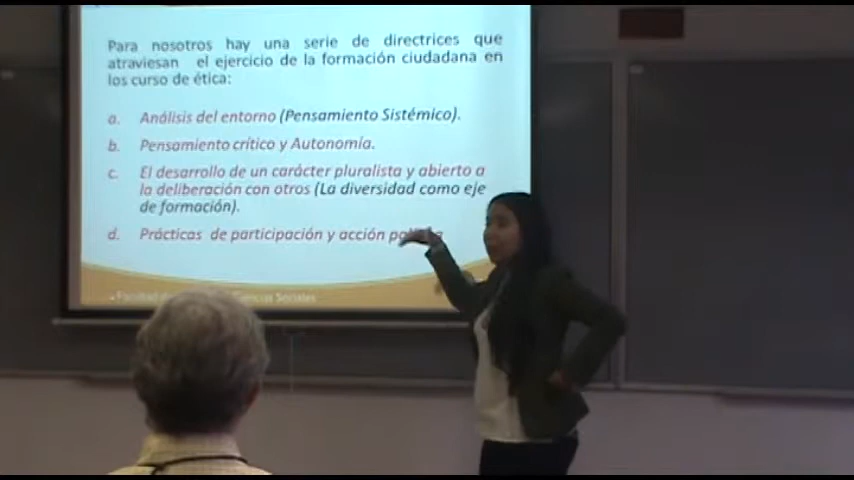 Para nosotros hay una serie de directrices que
atraviesan el ejercicio de la formación ciudadana en
los curso de ética:
a. Análisis del entorno (Pensamiento Sistémico).
b. Pensamiento crítico y Autonomía.
c. El desarrollo de un carácter pluralista y abierto a
la deliberación con otros (La diversidad como eje
de formación).
d. Prácticas de participación y acción
Facultad de Ciencias Sociales